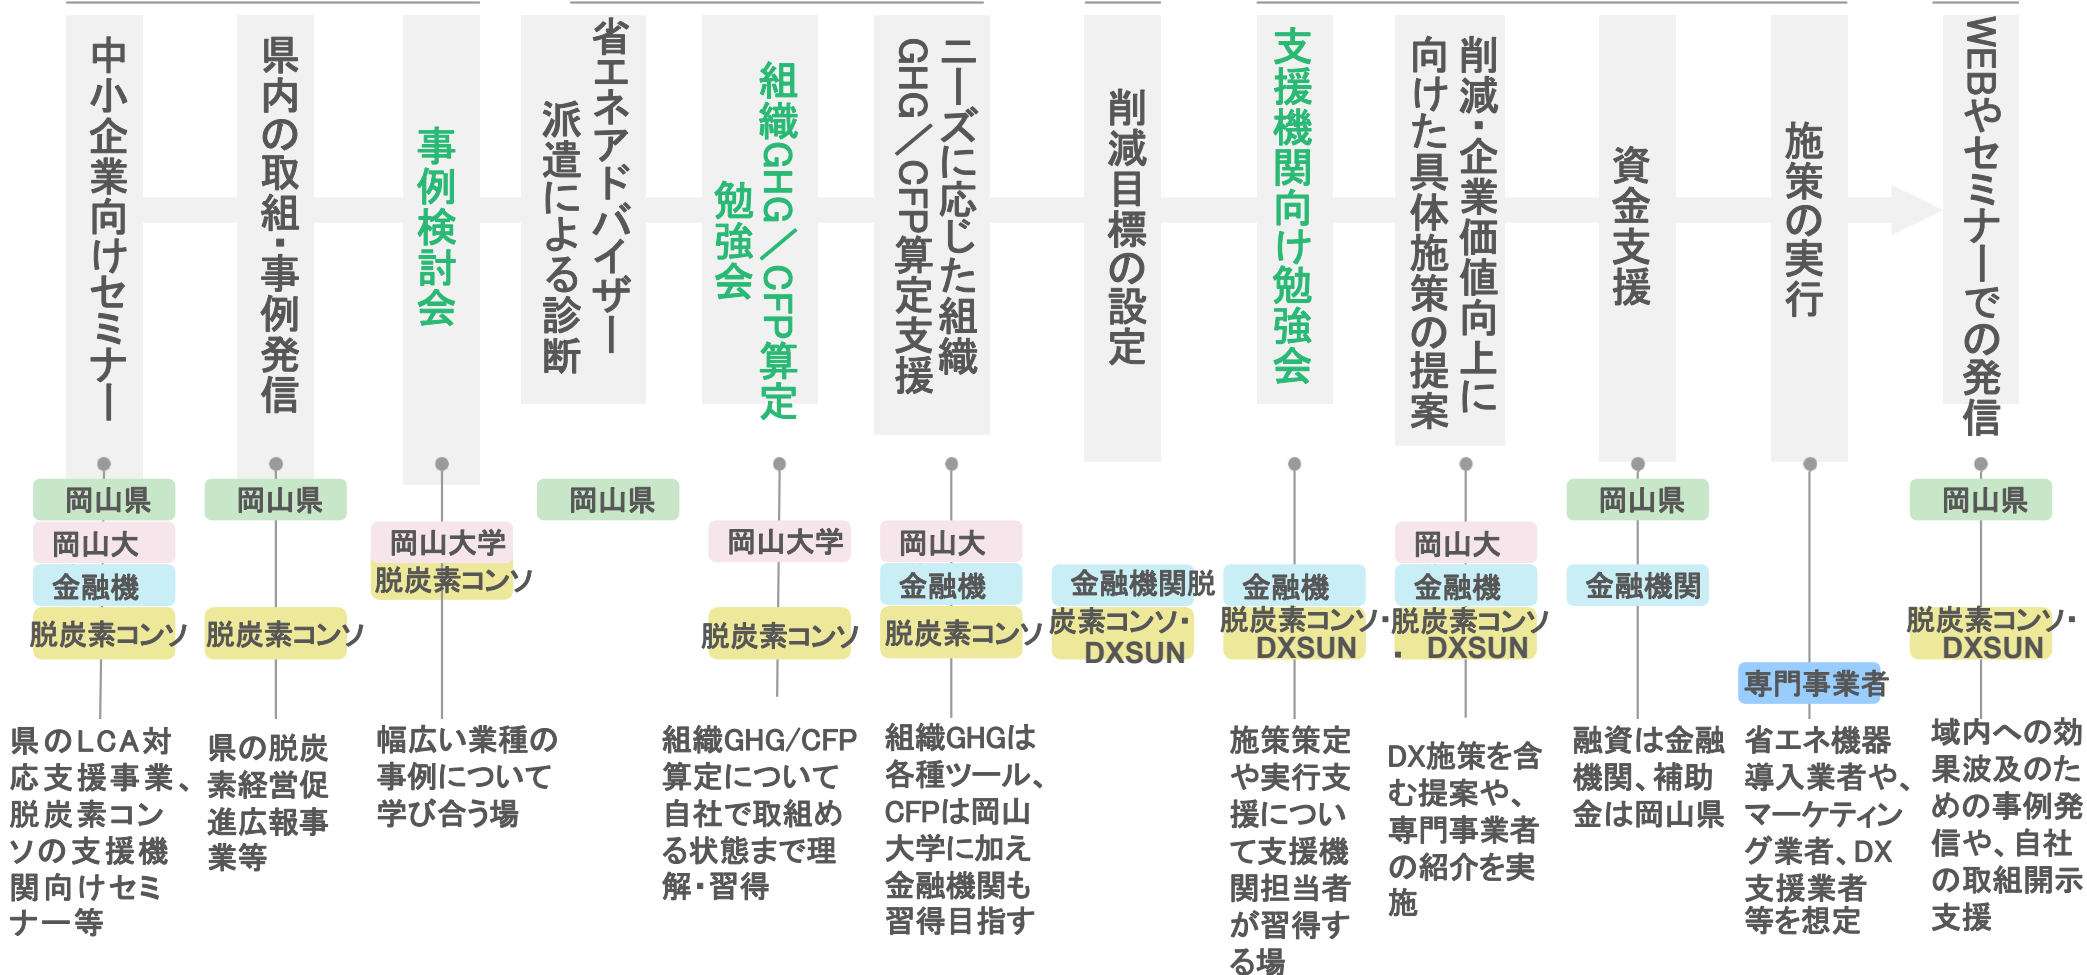 中小企業向けセミナー
県内の取組・事例発信
事例検討会
省エネアドバイザー
派遣による診断
組織GHG／CFP算定
勉強会
ニーズに応じた組織
GHG／CFP算定支援
削減目標の設定
支援機関向け勉強会
削減・企業価値向上に
向けた具体施策の提案
資金支援
施策の実行
WEBやセミナーでの発信
岡山県
岡山大
金融機
脱炭素コンソ
岡山県
脱炭素コンソ
岡山大学
脱炭素コンソ
岡山県
岡山大学
脱炭素コンソ
岡山大
金融機
脱炭素コンソ
金融機関脱
炭素コンソ・
DXSUN
金融機
脱炭素コンソ・
DXSUN
岡山大
金融機
脱炭素コンソ
・ DXSUN
岡山県
金融機関
専門事業者
岡山県
脱炭素コンソ・
DXSUN
県のLCA対
応支援事業、
脱炭素コン
ソの支援機
関向けセミ
ナー等
県の脱炭
素経営促
進広報事
業等
幅広い業種の
事例について
学び合う場
組織GHG/CFP
算定について
自社で取組め
る状態まで理
解・習得
組織GHGは
各種ツール、
CFPは岡山
大学に加え
金融機関も
習得目指す
施策策定
や実行支
援につい
て支援機
関担当者
が習得す
る場
DX施策を含
む提案や、
専門事業者
の紹介を実
施
融資は金融
機関、補助
金は岡山県
省エネ機器
導入業者や、
マーケティン
グ業者、DX
支援業者
等を想定
域内への効
果波及のた
めの事例発
信や、自社
の取組開示
支援